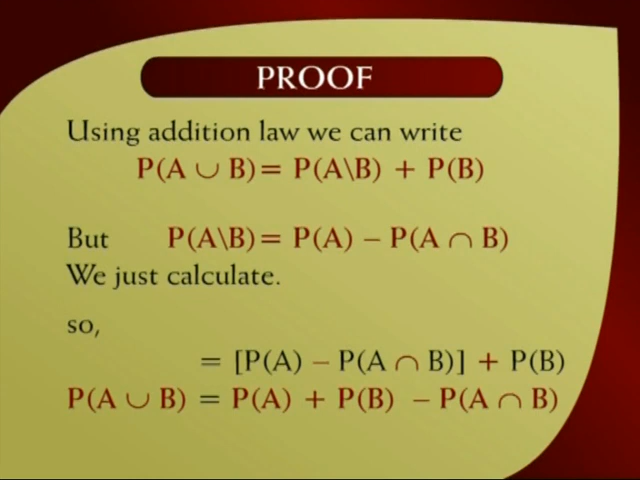 PROOF
Using addition law we can write
P(A ∪ B)= P(A\B) + P(B)
But P(A\B)= P(A) – P(A ∩ B)
We just calculate.
so,
= [P(A) – P(A ∩ B)] + P(B)
P(A ∪ B) = P(A) + P(B) – P(A ∩ B)